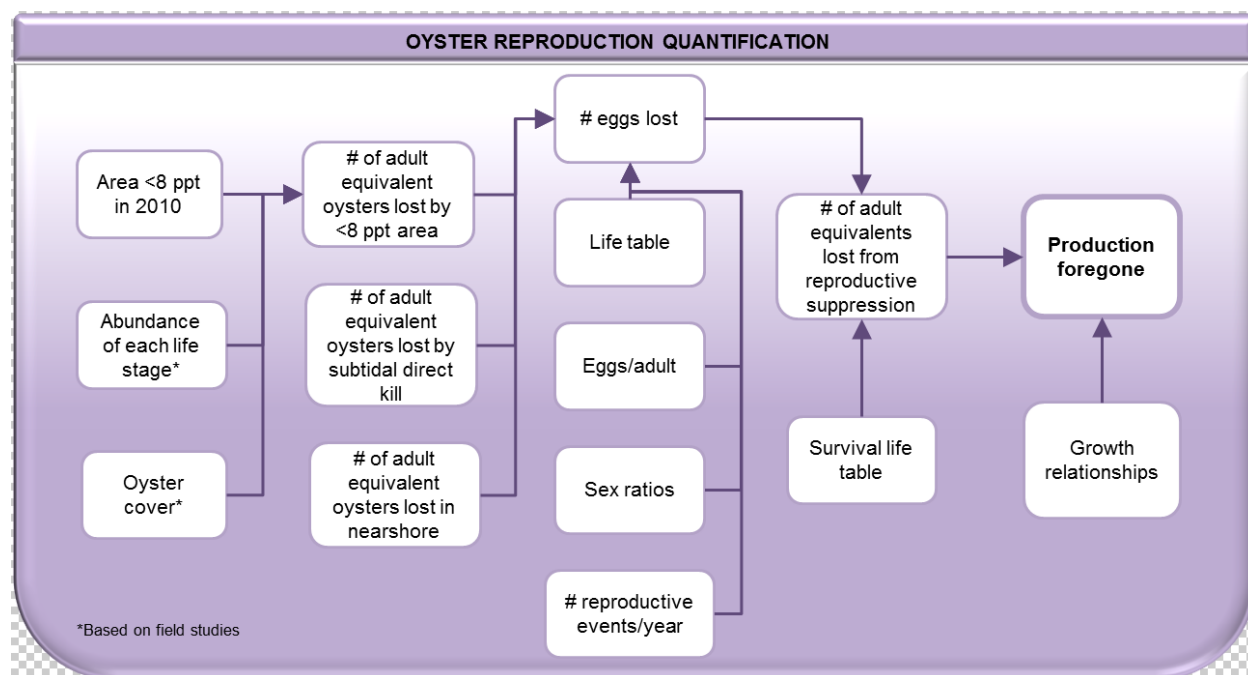 OYSTER REPRODUCTION QUANTIFICATION
Area <8 ppt
in 2010
Abundance
of each life
stage*
Oyster
cover*
# of adult
equivalent
oysters lost by
<8 ppt area
# of adult
equivalent
oysters lost by
subtidal direct
kill
# of adult
equivalent
oysters lost in
nearshore
# eggs lost
Life table
Eggs/adult
Sex ratios
# reproductive
events/year
# of adult
equivalents
lost from
reproductive
suppression
Survival life
table
Production
foregone
Growth
relationships
*Based on field studies